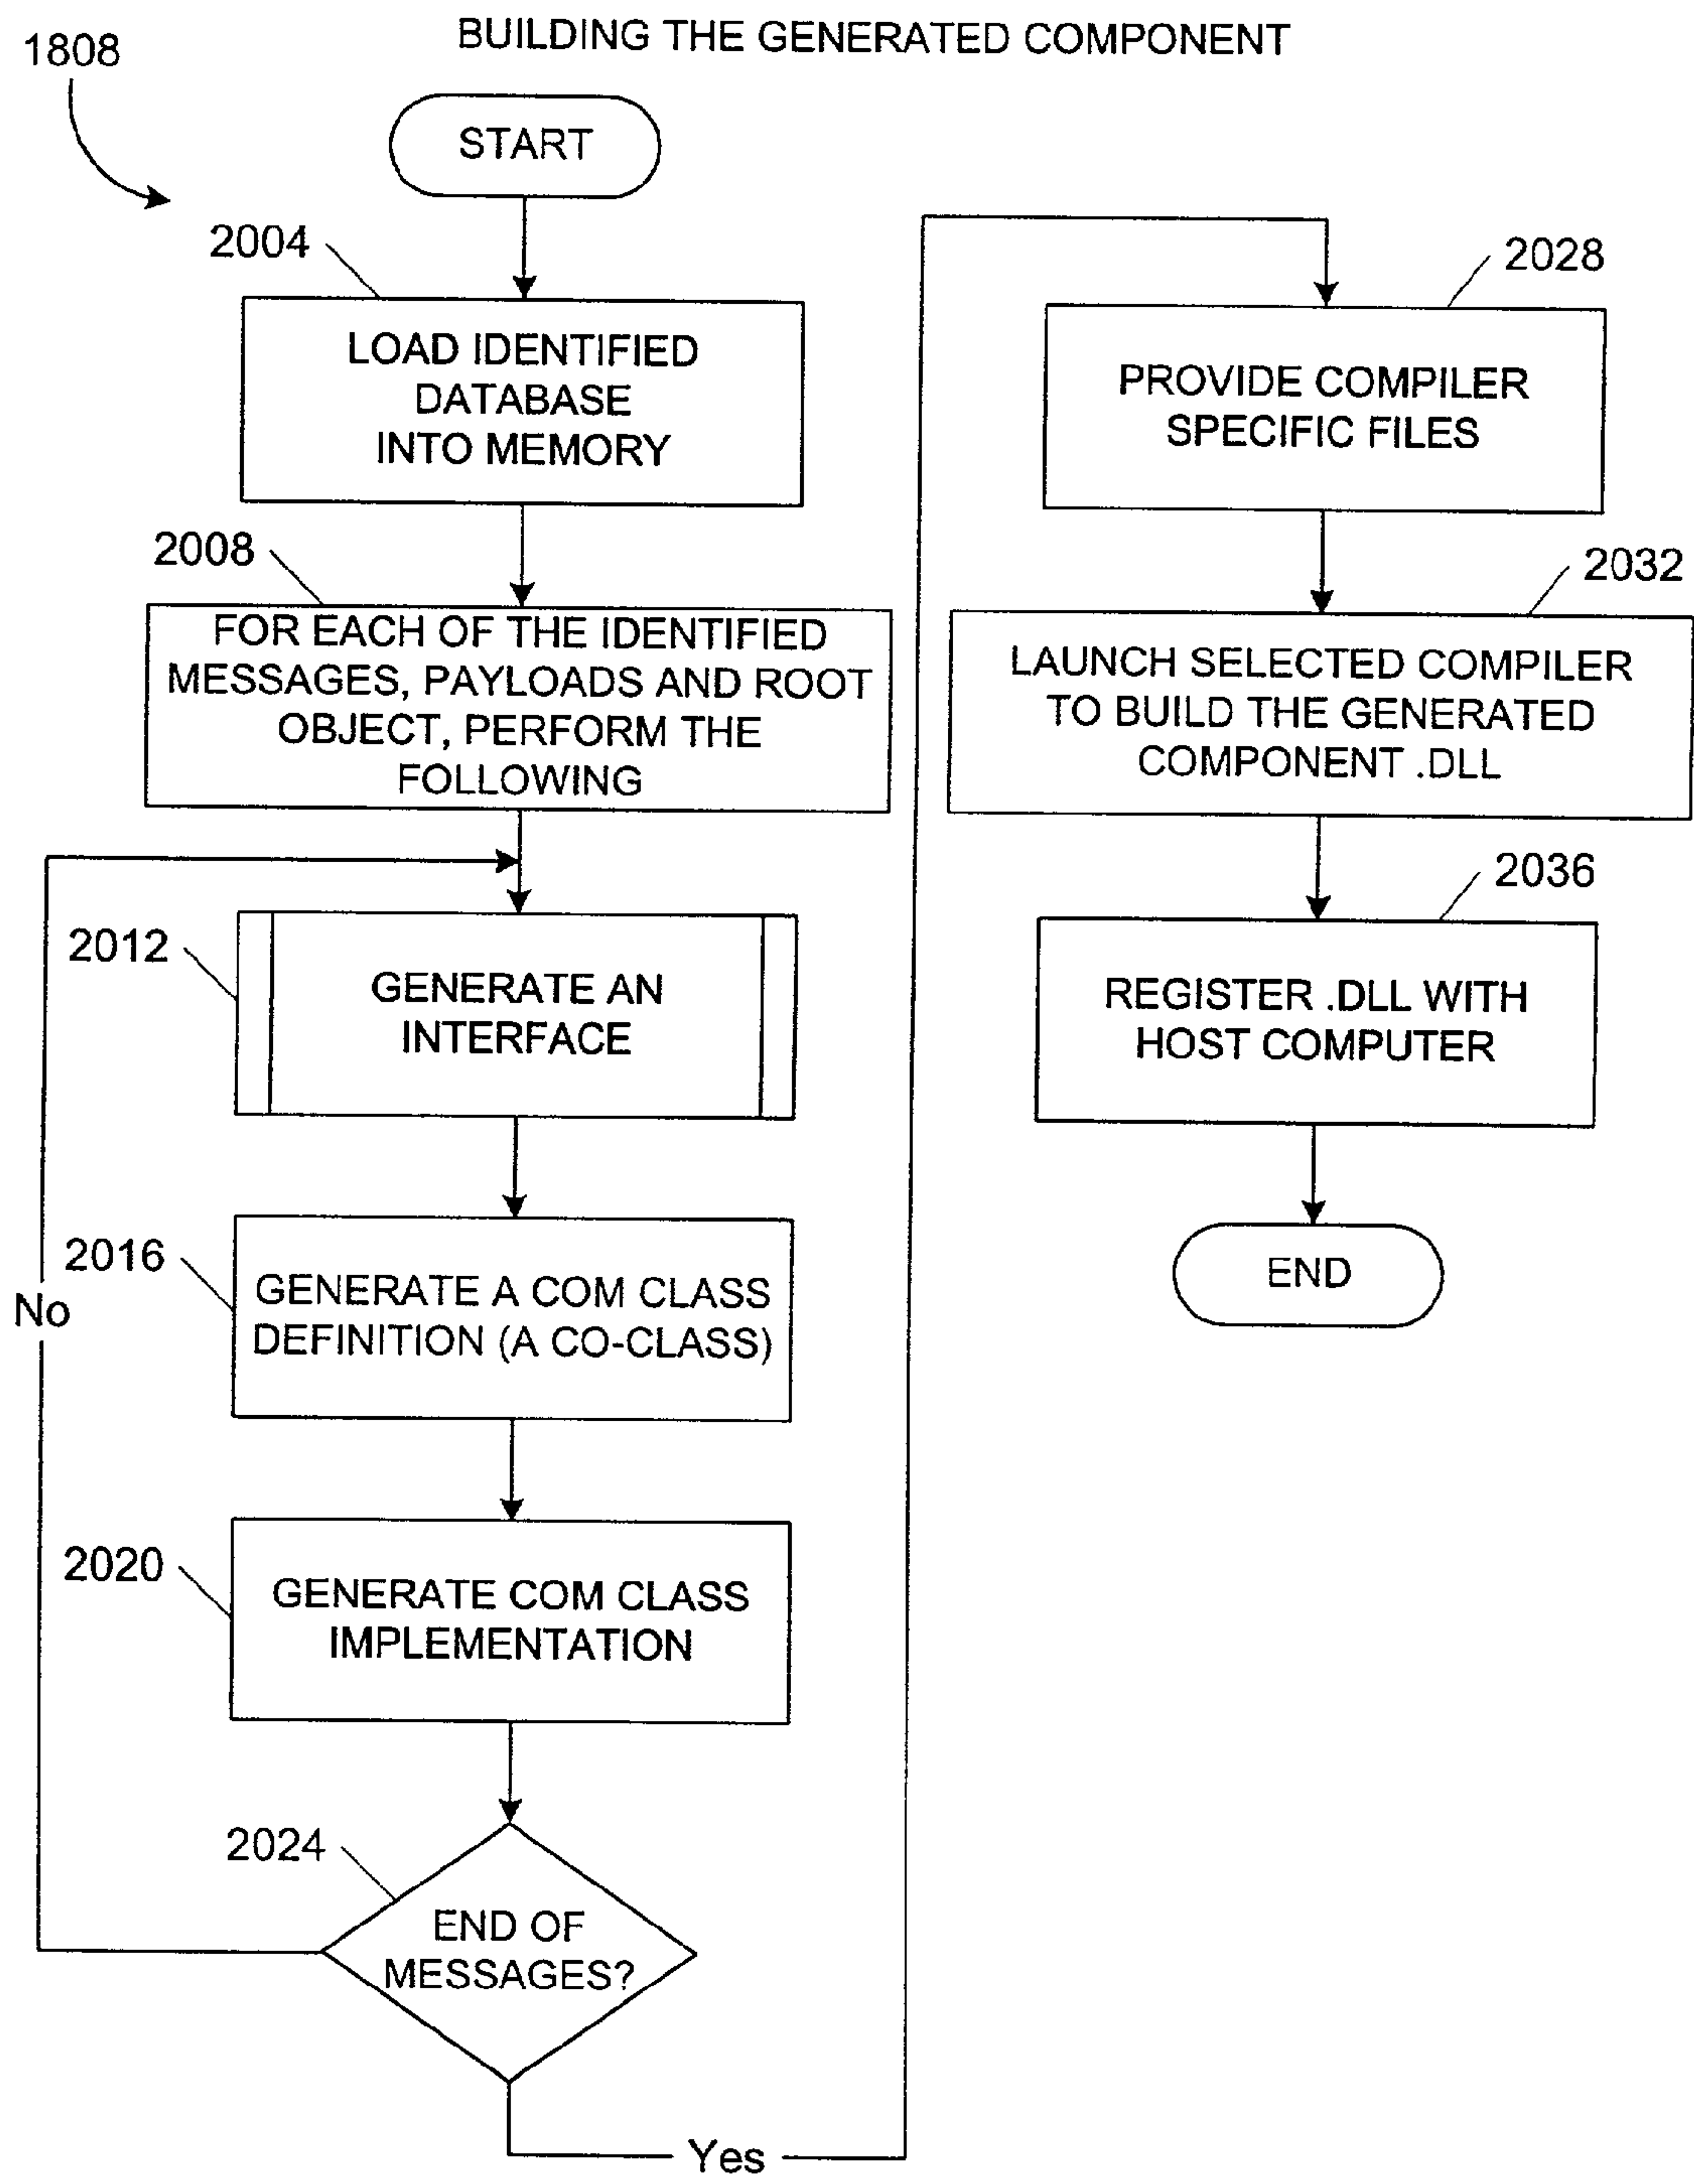 BUILDING THE GENERATED COMPONENT
1808
START
2004
LOAD IDENTIFIED
DATABASE
INTO MEMORY
2008
FOR EACH OF THE IDENTIFIED
MESSAGES, PAYLOADS AND ROOT
OBJECT, PERFORM THE
FOLLOWING
2012
GENERATE AN
INTERFACE
2016
GENERATE A COM CLASS
DEFINITION (A CO-CLASS)
No
2020
GENERATE COM CLASS
IMPLEMENTATION
2024
END OF
MESSAGES?
Yes
2028
PROVIDE COMPILER
SPECIFIC FILES
2032
LAUNCH SELECTED COMPILER
TO BUILD THE GENERATED
COMPONENT .DLL
2036
REGISTER .DLL WITH
HOST COMPUTER
END